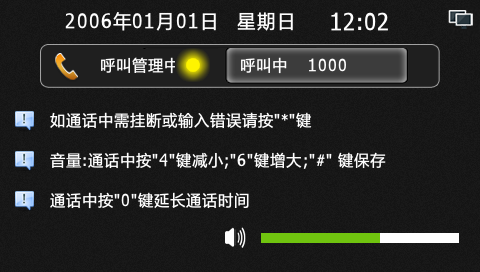 2006年01月01日 星期日 12:02
呼叫管理中 呼叫中 1000
如通话中需挂断或输入错误请按"*"键
音量:通话中按"4"键减小;"6"键增大;"#" 键保存
通话中按"0"键延长通话时间